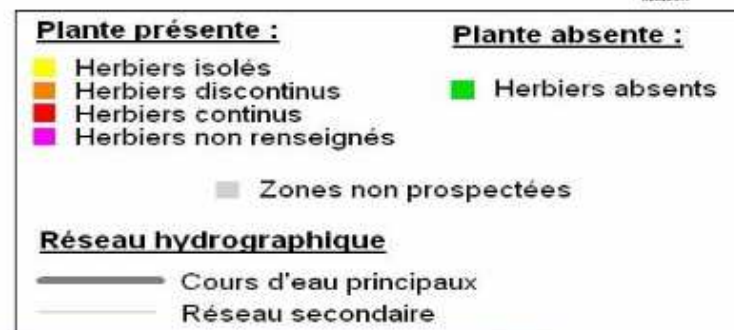 Plante présente :
Plante absente :
Herbiers isolés
Herbiers discontinus
Herbiers absents
Herbiers continus
Herbiers non renseignés
Zones non prospectées
Réseau hydrographique
Cours d'eau principaux
Réseau secondaire